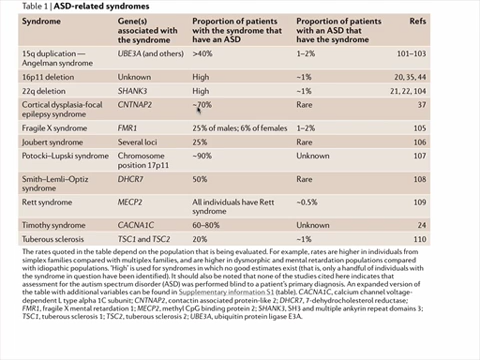 Table 1 | ASD-related syndromes
Syndrome Gene(s) associated with the syndrome Proportion of patients with the syndrome that have an ASD Proportion of patients with an ASD that have the syndrome Refs
15q duplication — Angelman syndrome UBE3A (and others) >40% 1–2% 101–103
16p11 deletion Unknown High ~1% 20, 35, 44
22q deletion SHANK3 High ~1% 21, 22, 104
Cortical dysplasia-focal epilepsy syndrome CNTNAP2 ~70% Rare 37
Fragile X syndrome FMR1 25% of males; 6% of females 1–2% 105
Joubert syndrome Several loci 25% Rare 106
Potocki–Lupski syndrome Chromosome position 17p11 ~90% Unknown 107
Smith–Lemli–Optiz syndrome DHCR7 50% Rare 108
Rett syndrome MECP2 All individuals have Rett syndrome ~0.5% 109
Timothy syndrome CACNA1C 60–80% Unknown 24
Tuberous sclerosis TSC1 and TSC2 20% ~1% 110
The rates quoted in the table depend on the population that is being evaluated. For example, rates are higher in individuals from
simplex families compared with multiplex families, and are higher in dysmorphic and mental retardation populations compared
with idiopathic populations. 'High' is used for syndromes in which no good estimates exist (that is, only a handful of individuals with
the syndrome in question have been identified). It should also be noted that none of the studies cited here indicates that
assessment for the autism spectrum disorder (ASD) was performed blind to a patient's primary diagnosis. An expanded version of
the table with additional variables can be found in Supplementary information S1 (table). CACNA1C, calcium channel voltage-
dependent L type alpha 1C subunit; CNTNAP2, contactin associated protein-like 2; DHCR7, 7-dehydrocholesterol reductase;
FMR1, fragile X mental retardation 1; MECP2, methyl CpG binding protein 2; SHANK3, SH3 and multiple ankyrin repeat domains 3;
TSC1, tuberous sclerosis 1; TSC2, tuberous sclerosis 2; UBE3A, ubiquitin protein ligase E3A.